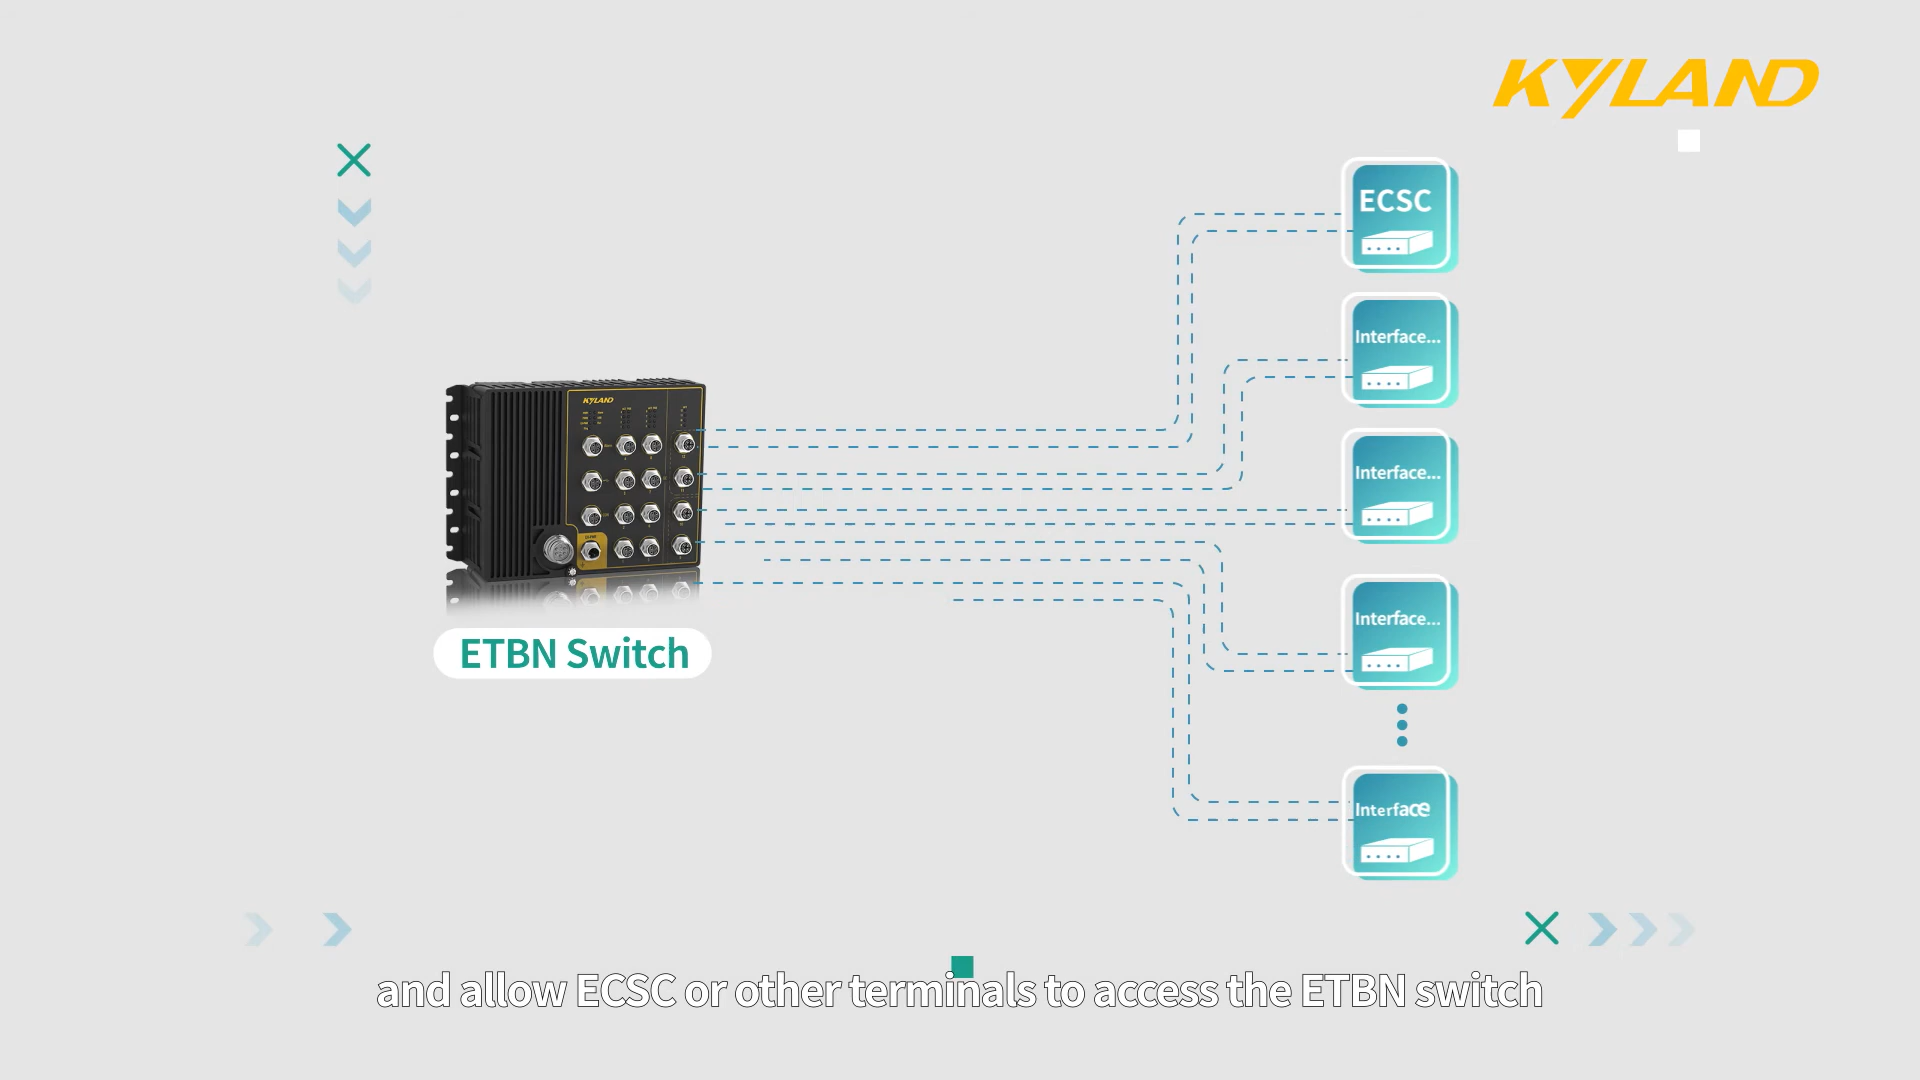 KYLAND
ECSC
Interface...
Interface...
KYLAND
Interface...
ETBN Switch
Interface
and allow ECSC or other terminals to access the ETBN switch